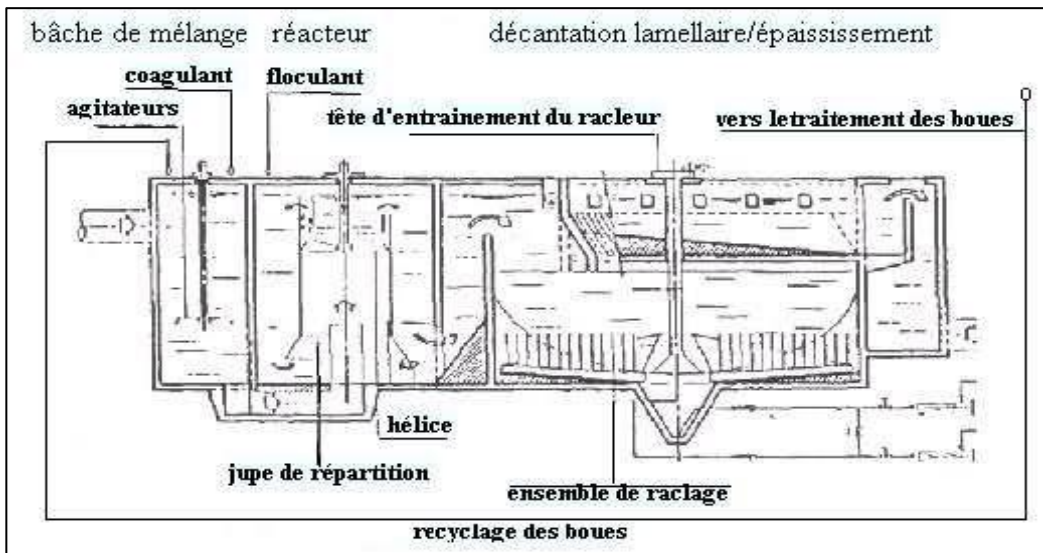 bâche de mélange réacteur décantation lamellaire/épaississement
coagulant floculant
agitateurs tête d'entrainement du racleur vers letraitement des boues
hélice
jupe de répartition
ensemble de raclage
recyclage des boues